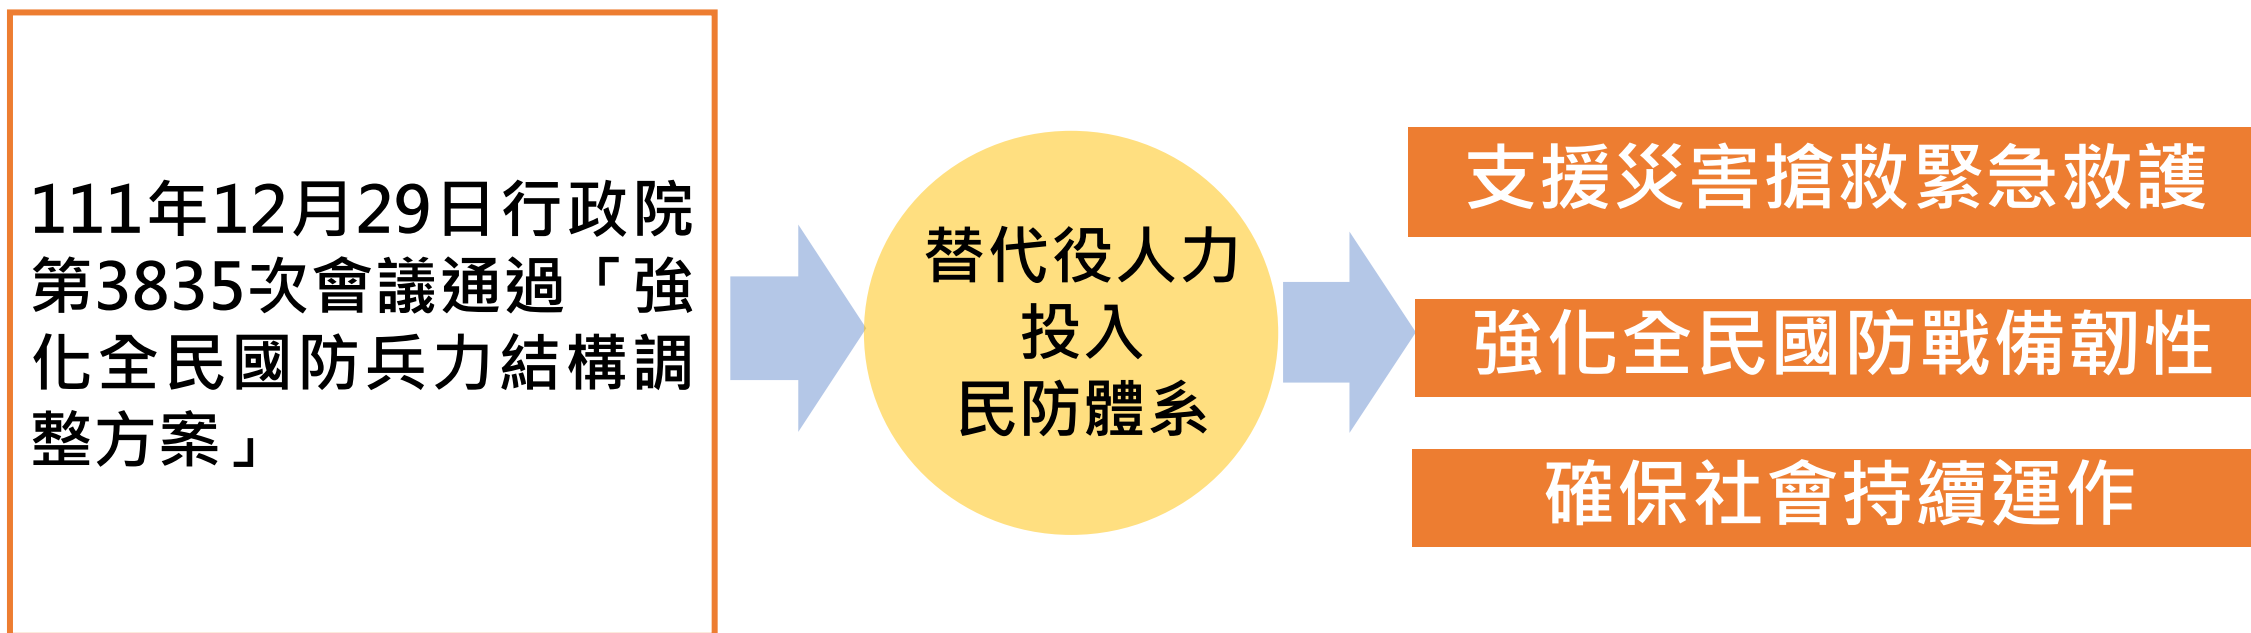 111年12月29日行政院
第3835次會議通過「強
化全民國防兵力結構調
整方案」
替代役人力
投入
民防體系
支援災害搶救緊急救護
強化全民國防戰備韌性
確保社會持續運作